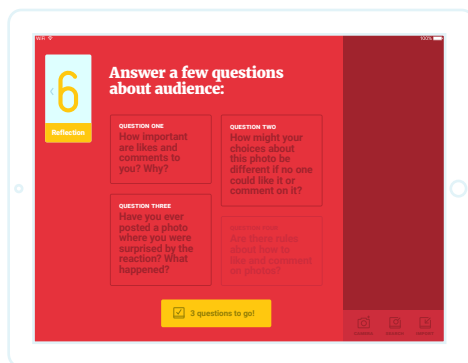 WiFi
100%
6
Reflection
Answer a few questions
about audience:
QUESTION ONE
How important
are likes and
comments to
you? Why?
QUESTION TWO
How might your
choices about
this photo be
different if no one
could like it or
comment on it?
QUESTION THREE
Have you ever
posted a photo
where you were
surprised by the
reaction? What
happened?
QUESTION FOUR
Are there rules
about how to
like and comment
on photos?
3 questions to go!